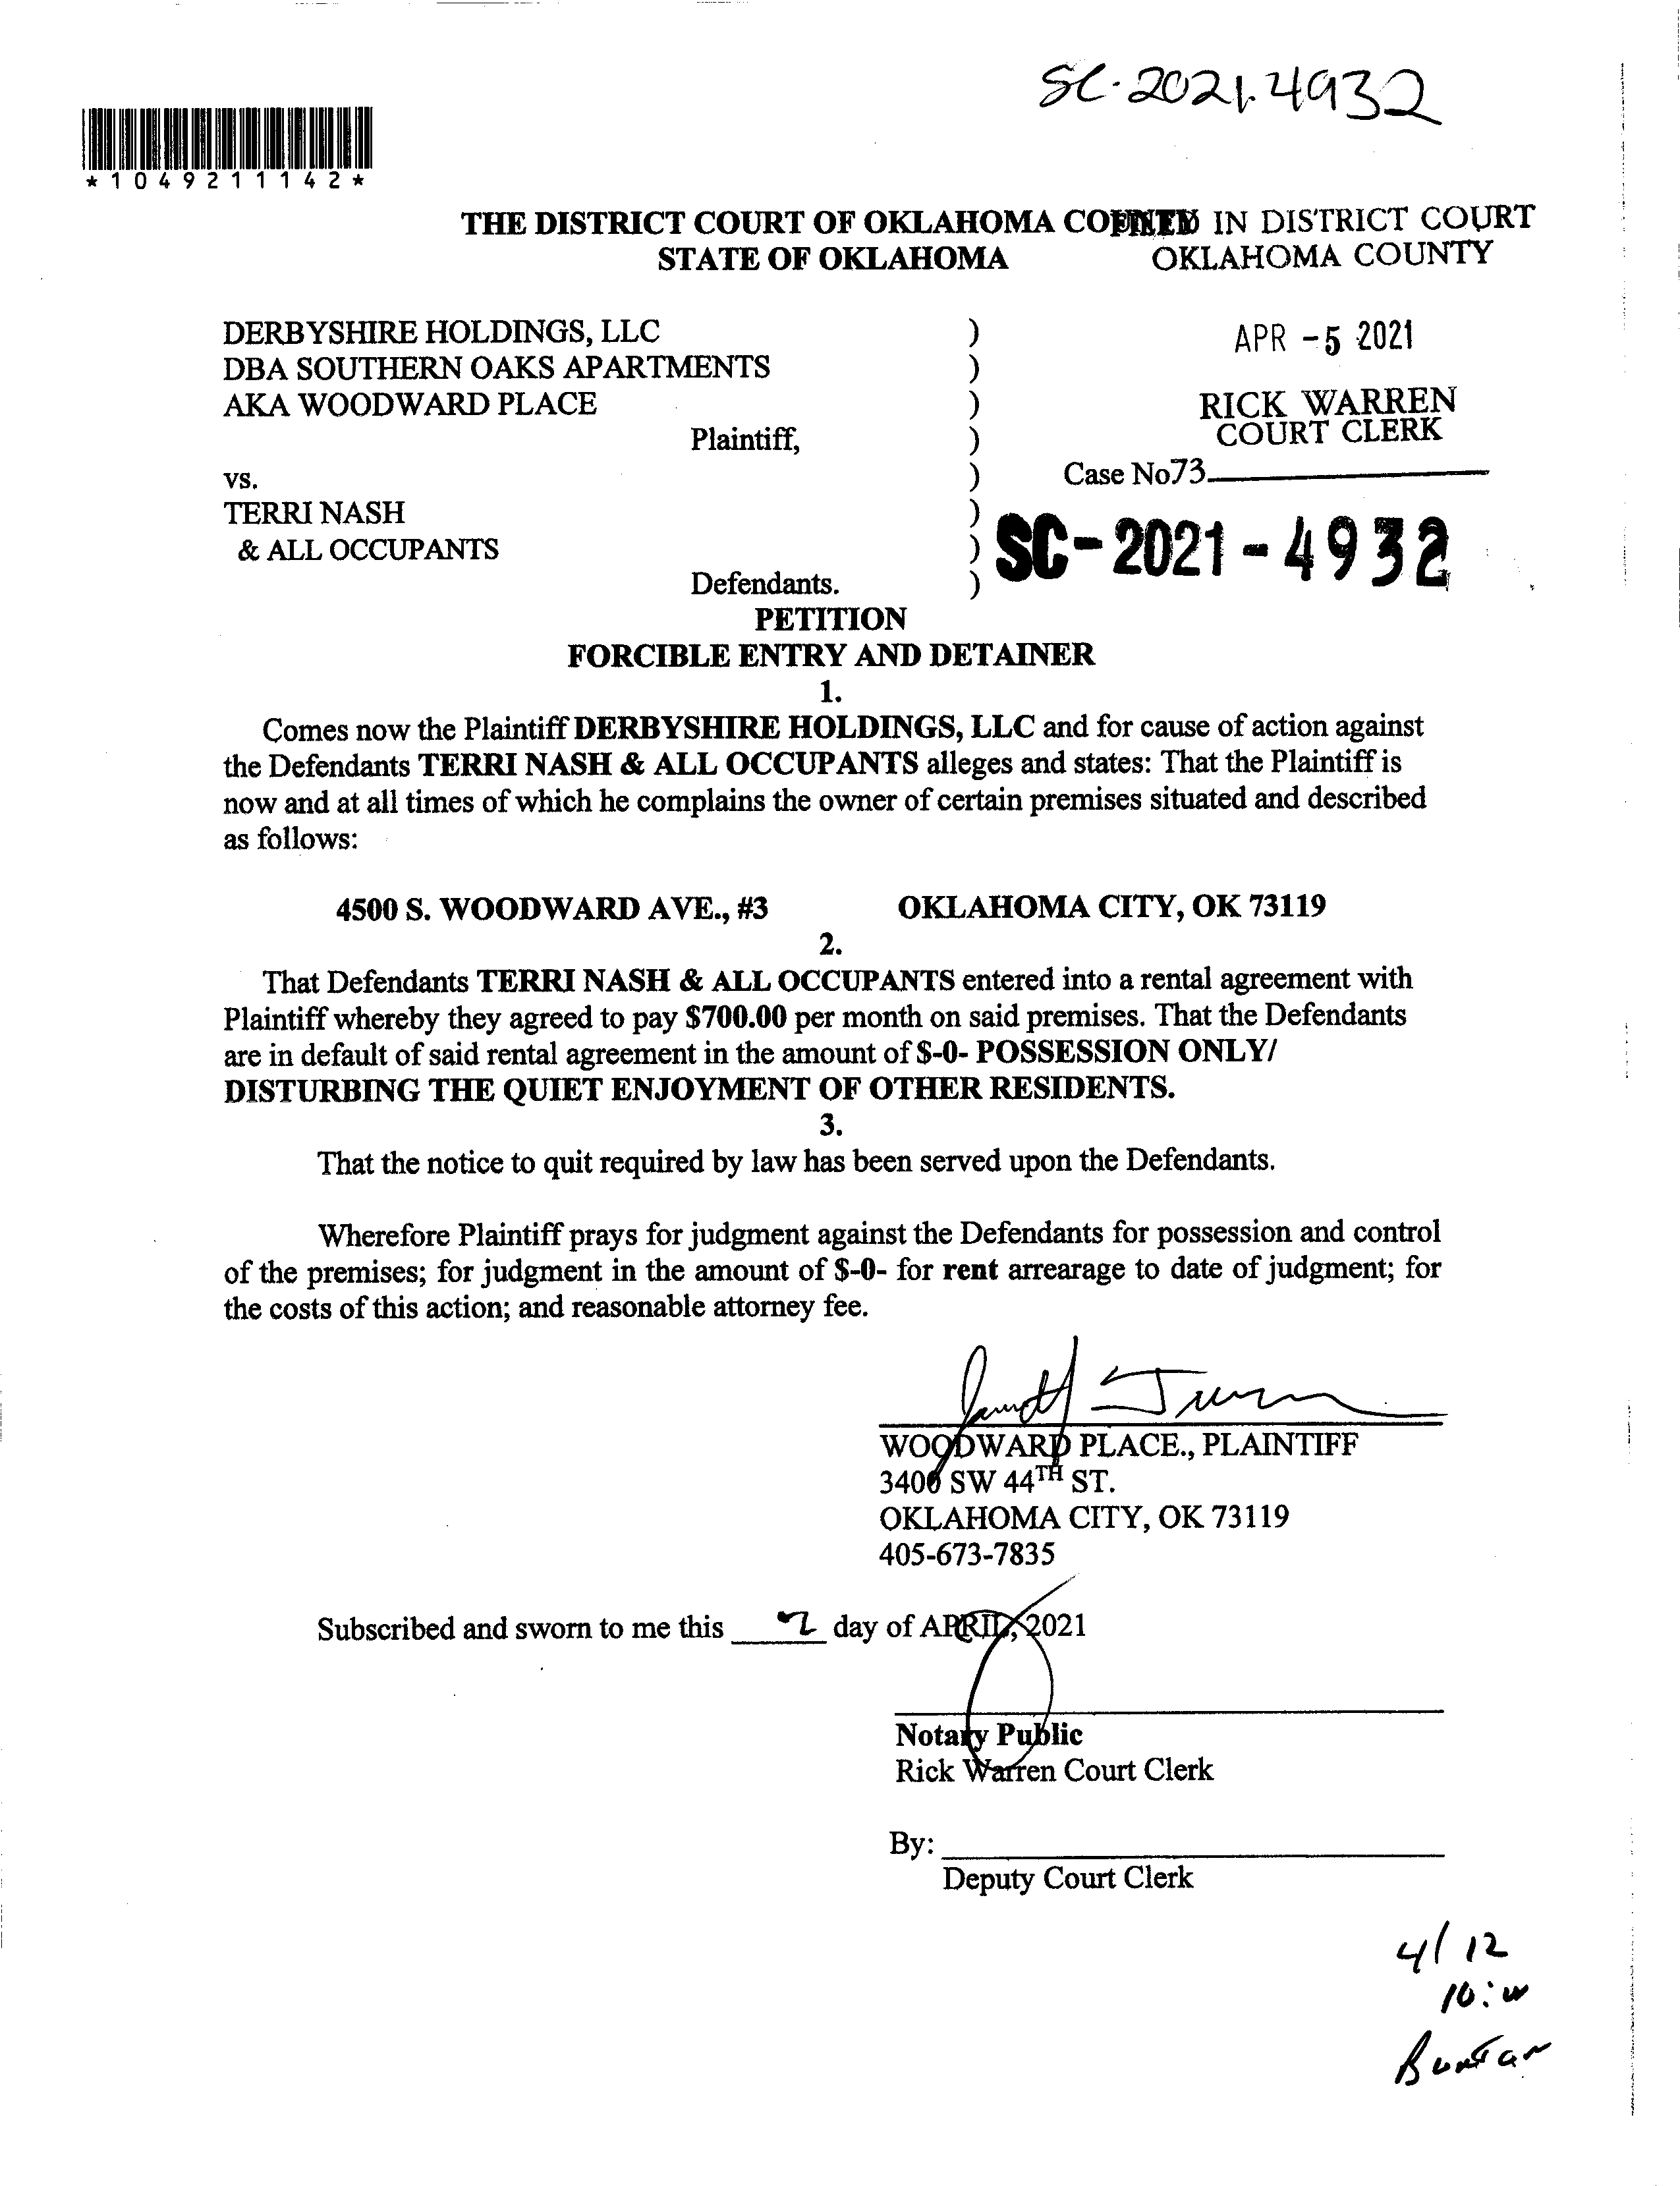 SC-2021-4932
*1049211142*
THE DISTRICT COURT OF OKLAHOMA COUNTY
FILED IN DISTRICT COURT
STATE OF OKLAHOMA
OKLAHOMA COUNTY
DERBYSHIRE HOLDINGS, LLC )
DBA SOUTHERN OAKS APARTMENTS )
AKA WOODWARD PLACE )
Plaintiff, )
vs. )
TERRI NASH )
& ALL OCCUPANTS )
Defendants. )
APR -5 2021
RICK WARREN
COURT CLERK
Case No73.
SC-2021-4932
PETITION
FORCIBLE ENTRY AND DETAINER
1.
Comes now the Plaintiff DERBYSHIRE HOLDINGS, LLC and for cause of action against
the Defendants TERRI NASH & ALL OCCUPANTS alleges and states: That the Plaintiff is
now and at all times of which he complains the owner of certain premises situated and described
as follows:
4500 S. WOODWARD AVE., #3 OKLAHOMA CITY, OK 73119
2.
That Defendants TERRI NASH & ALL OCCUPANTS entered into a rental agreement with
Plaintiff whereby they agreed to pay $700.00 per month on said premises. That the Defendants
are in default of said rental agreement in the amount of $-0- POSSESSION ONLY/
DISTURBING THE QUIET ENJOYMENT OF OTHER RESIDENTS.
3.
That the notice to quit required by law has been served upon the Defendants.
Wherefore Plaintiff prays for judgment against the Defendants for possession and control
of the premises; for judgment in the amount of $-0- for rent arrearage to date of judgment; for
the costs of this action; and reasonable attorney fee.
WOODWARD PLACE., PLAINTIFF
3400 SW 44TH ST.
OKLAHOMA CITY, OK 73119
405-673-7835
Subscribed and sworn to me this 2 day of APRIL, 2021
Notary Public
Rick Warren Court Clerk
By:
Deputy Court Clerk
4/12